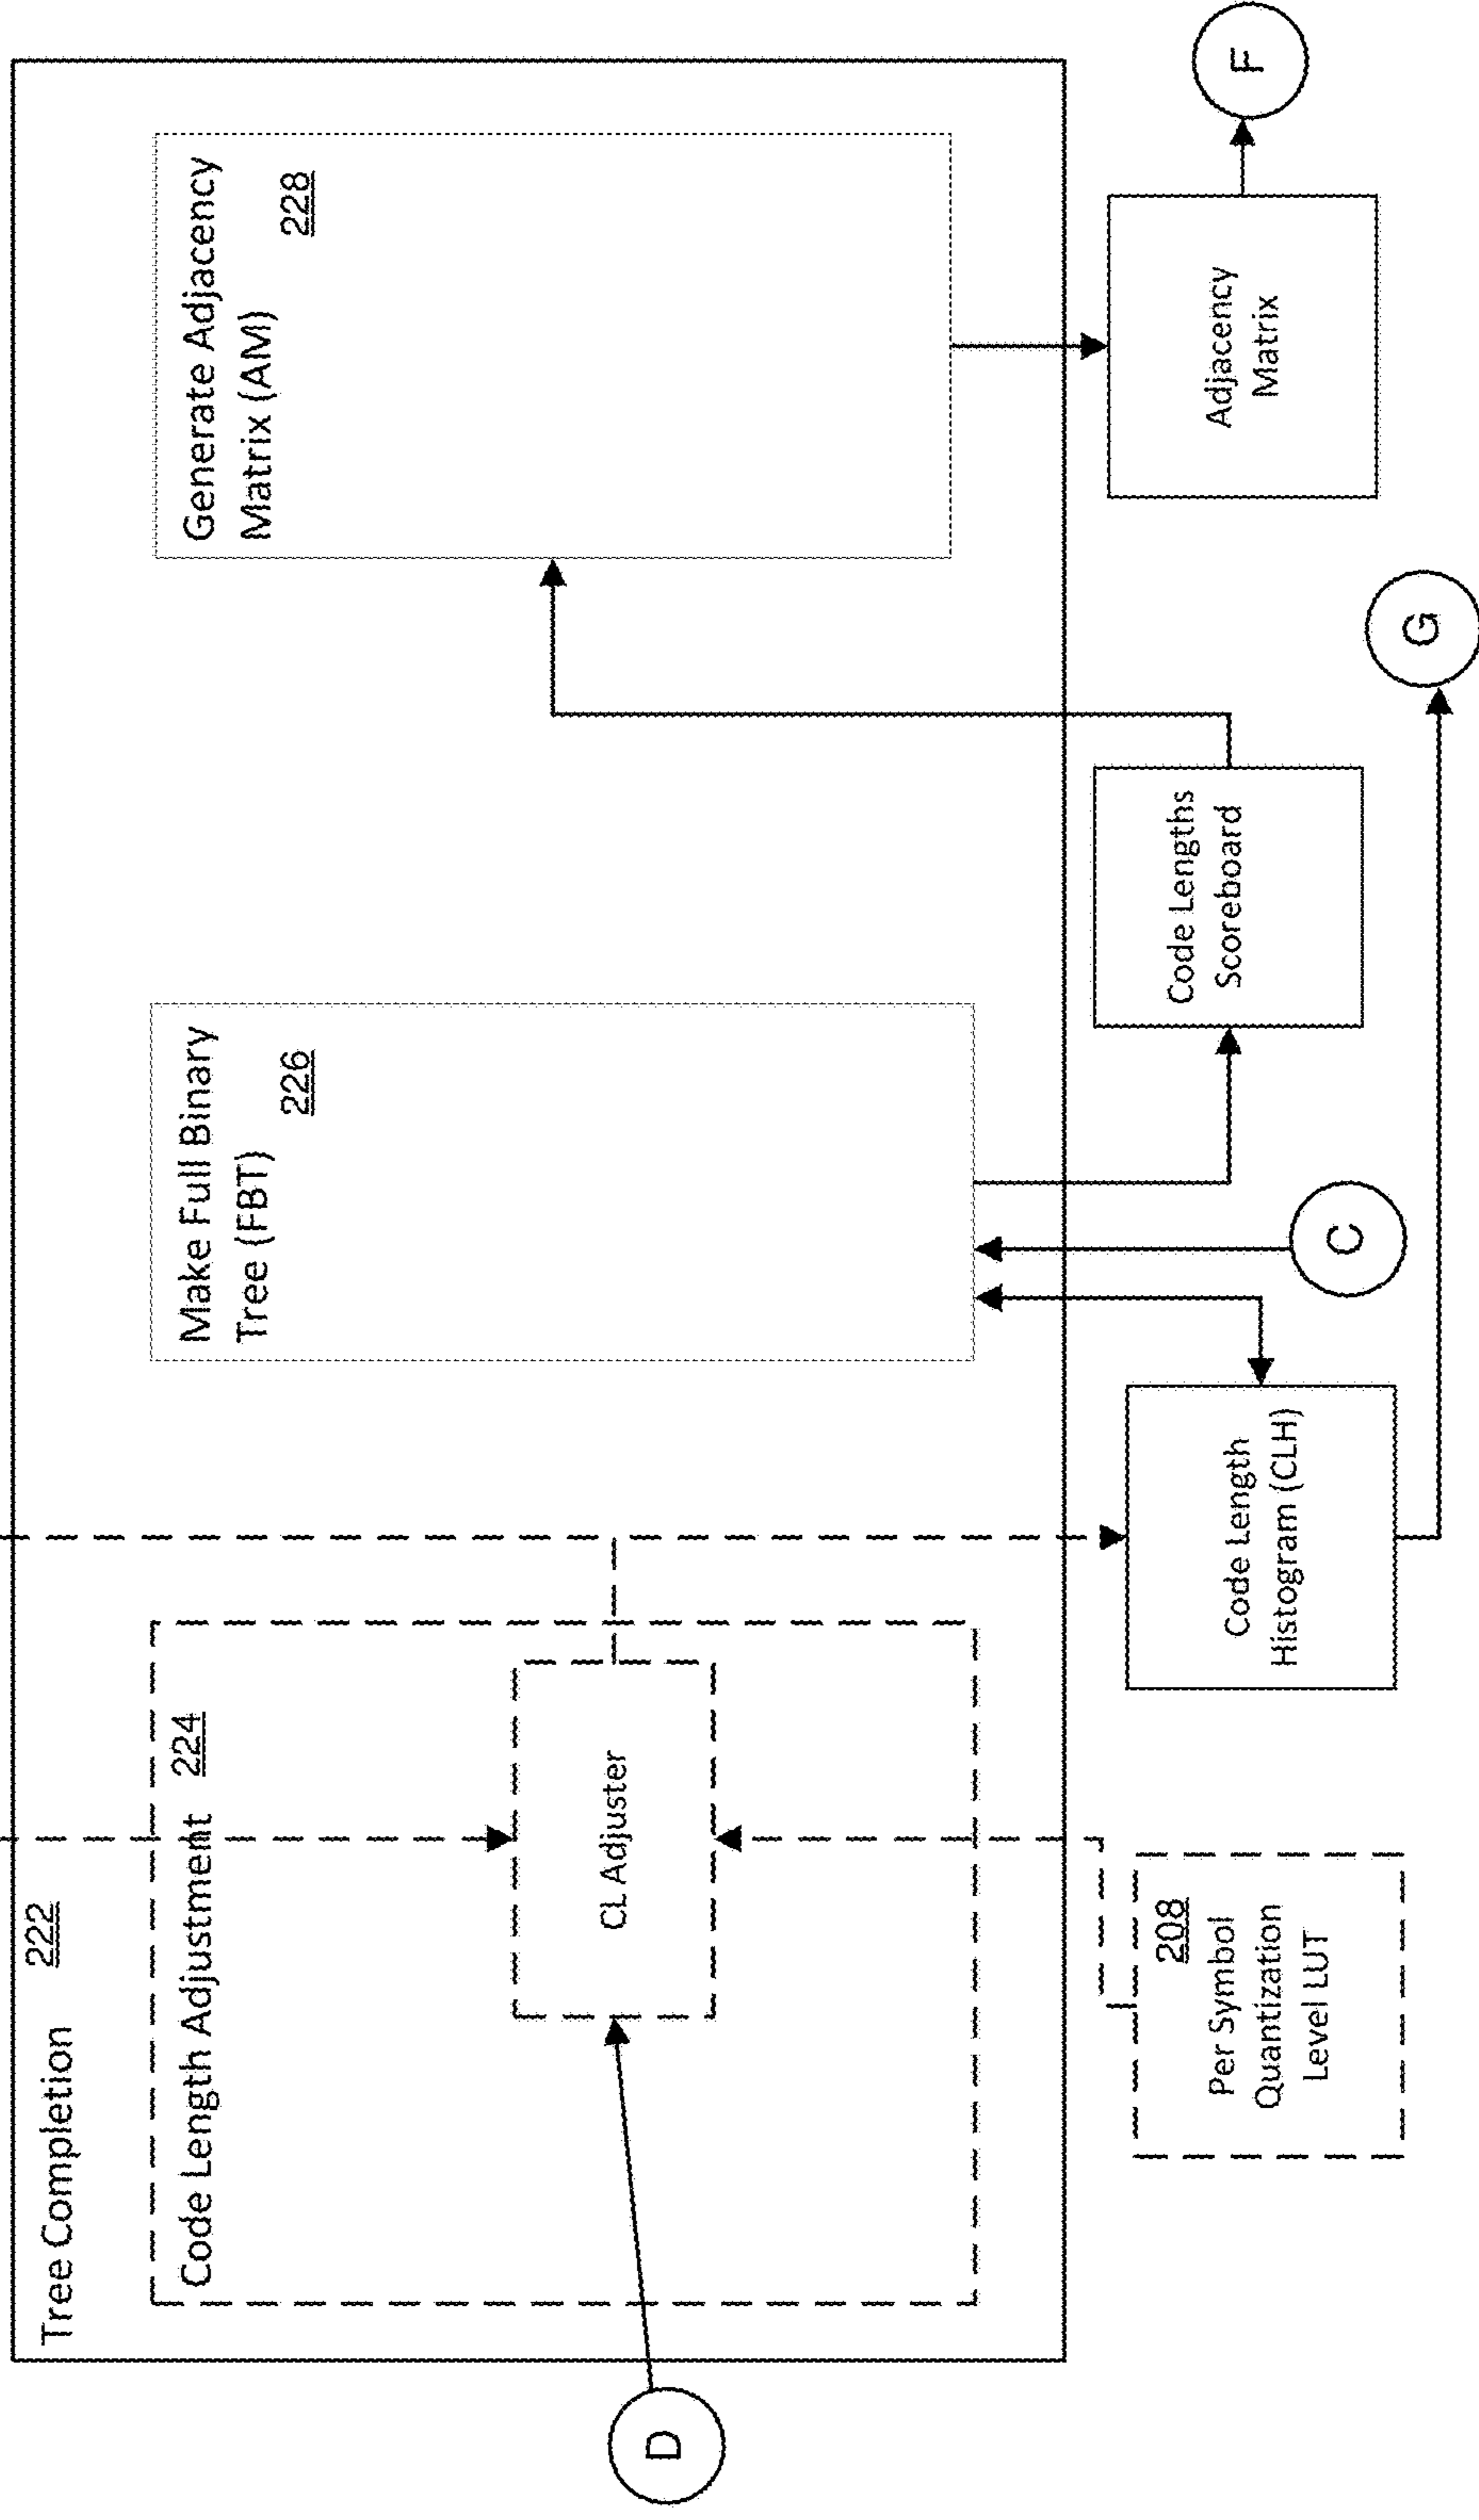 Tree Completion 222
Code Length Adjustment 224
CL Adjuster
D
208
Per Symbol
Quantization
Level LUT
Make Full Binary
Tree (FBT)
226
Code Length
Histogram (CLH)
C
Code Lengths
Scoreboard
G
Generate Adjacency
Matrix (AM)
228
Adjacency
Matrix
F